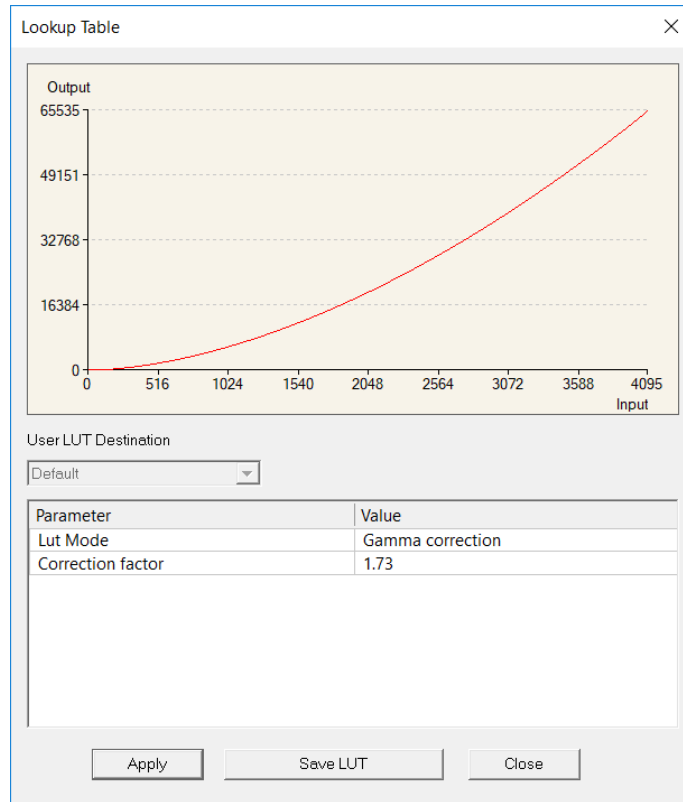 Lookup Table
Output
65535
49151
32768
16384
0
0 516 1024 1540 2048 2564 3072 3588 4095
Input
User LUT Destination
Default
Parameter Value
Lut Mode Gamma correction
Correction factor 1.73
Apply Save LUT Close